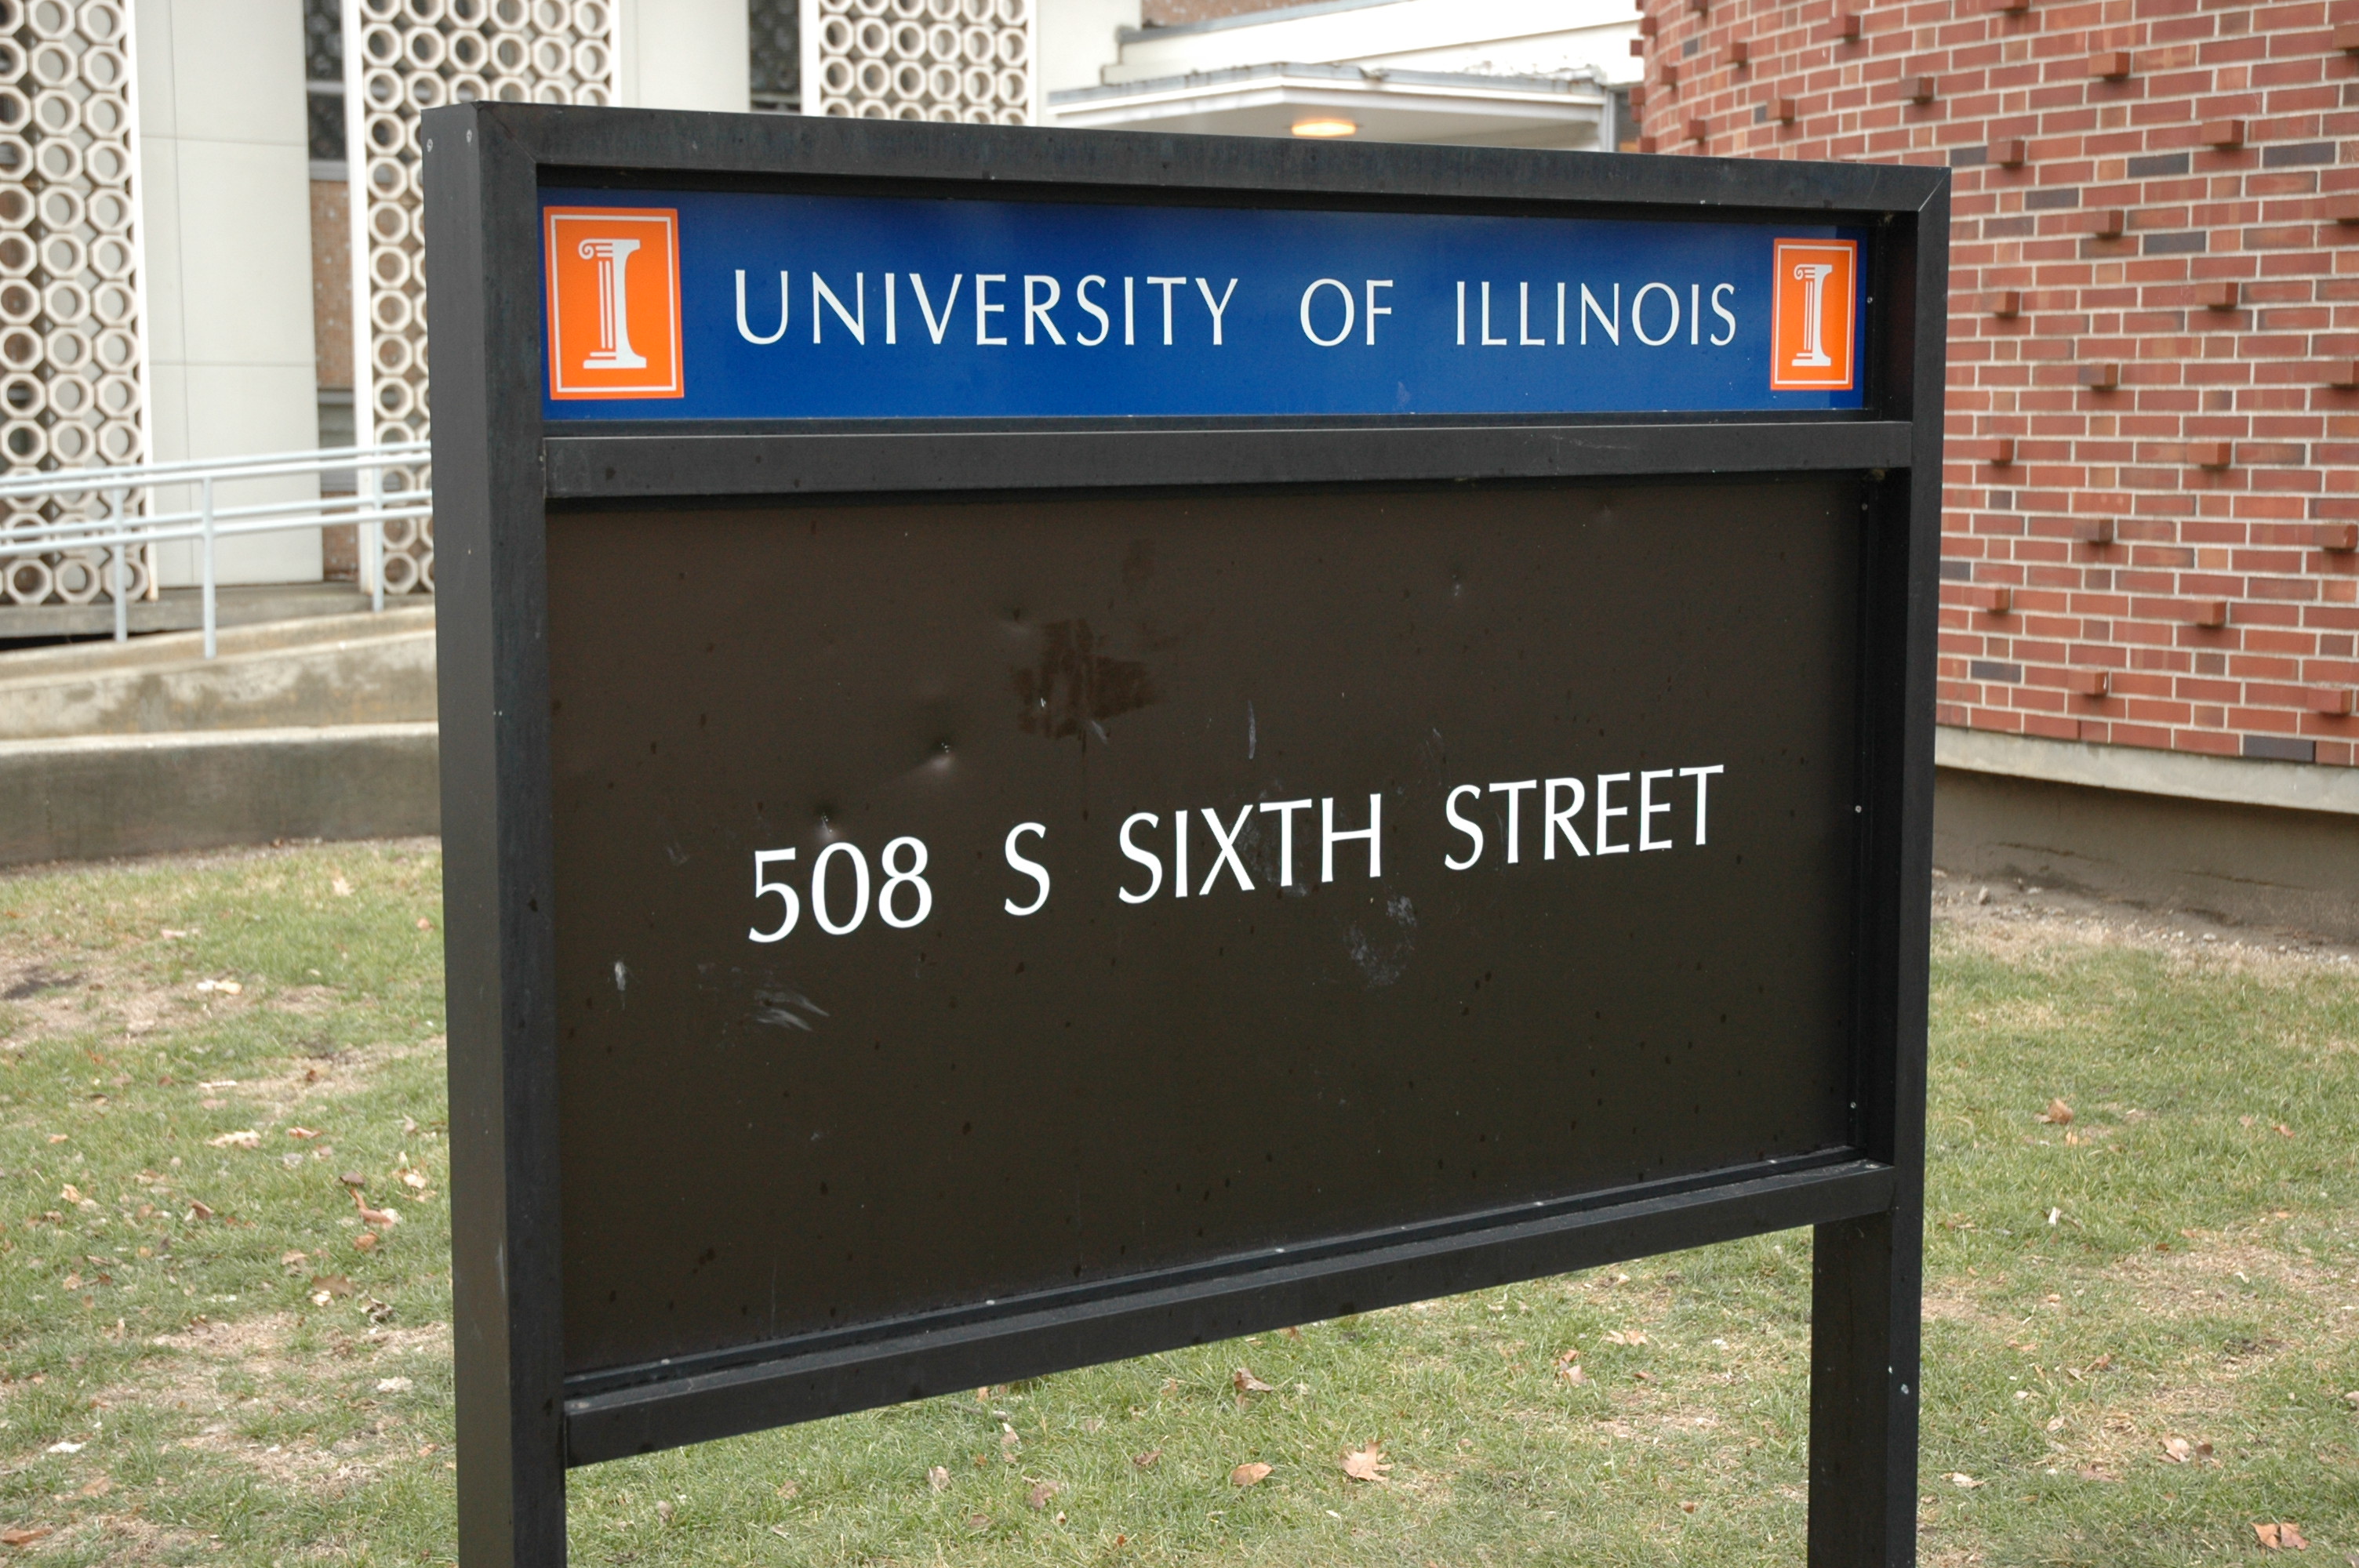 I UNIVERSITY OF ILLINOIS I
508 S SIXTH STREET